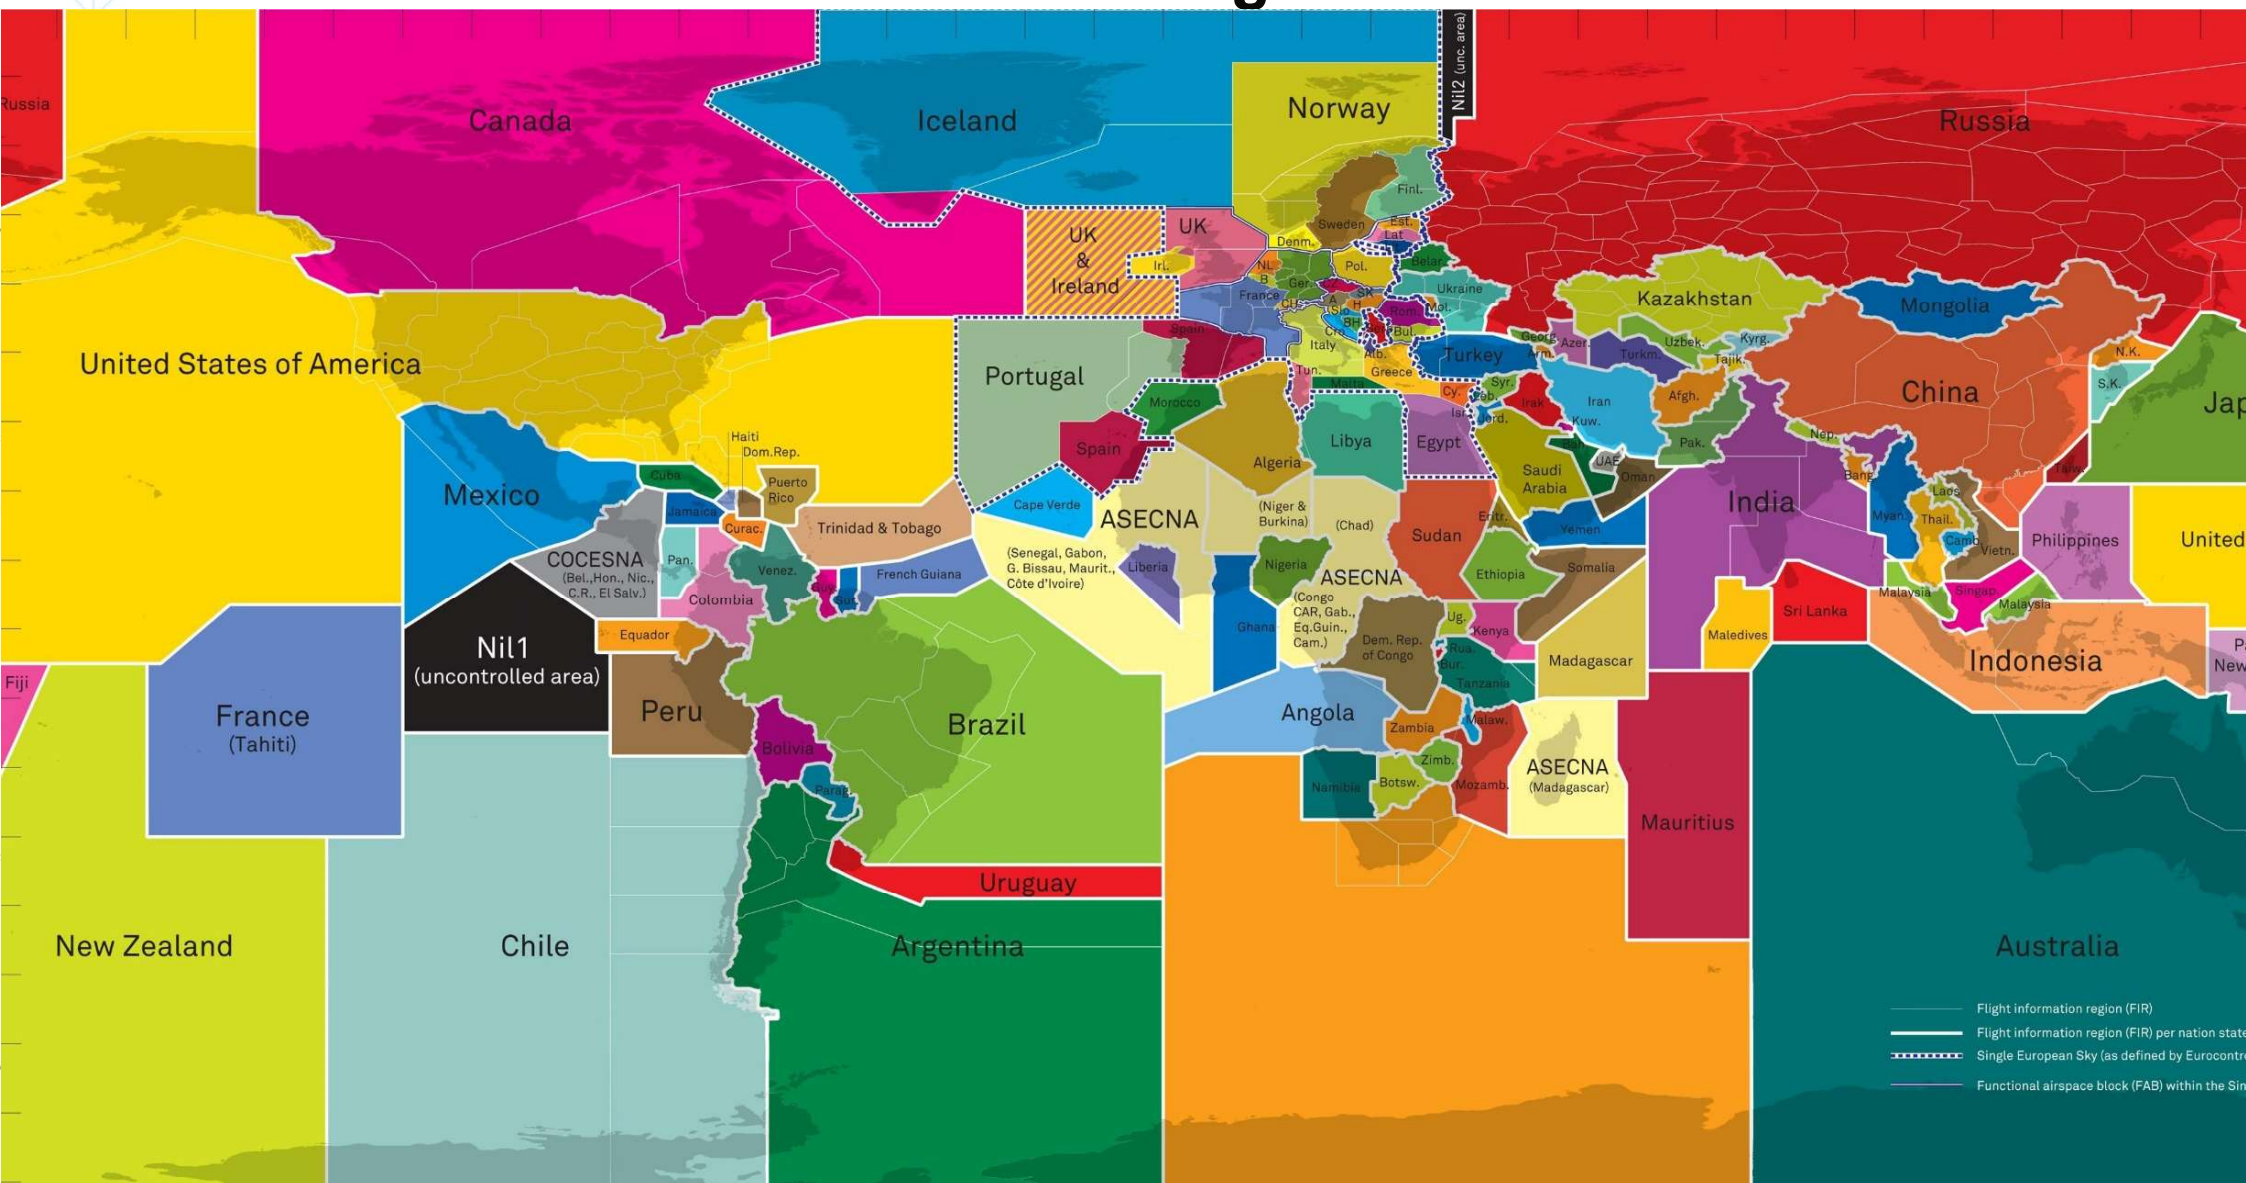 Russia
Canada
Iceland
Norway
Nil2 (unc. area)
Russia
Finl.
Sweden
Est.
Lat
UK
UK
&
Ireland
Irl.
Denm.
NL
B
Ger.
Pol.
Belar.
CZ
SK
Ukraine
France
CH
A
H
Slo
Mol.
Rom.
Cro.
BH
Bul.
Italy
Alb.
Greece
Kazakhstan
Mongolia
Georg.
Azer.
Arm.
Uzbek.
Kyrg.
Turkm.
Tajik.
N.K.
S.K.
Jap
United States of America
Spain
Portugal
Tun.
Malta
Turkey
Cy.
Syr.
Leb.
Irak
Iran
Afgh.
China
Morocco
Isr.
Jord.
Kuw.
Pak.
Nep.
Haiti
Dom.Rep.
Spain
Libya
Egypt
Algeria
Saudi
Arabia
UAE
Oman
India
Bang.
Laos
Taiw.
Mexico
Cuba
Puerto
Rico
Jamaica
Curac.
Trinidad & Tobago
Cape Verde
ASECNA
(Niger &
Burkina)
(Chad)
Sudan
Eritr.
Yemen
Myan.
Thail.
Camb.
Vietn.
Philippines
United
COCESNA
(Bel.,Hon., Nic.,
C.R., El Salv.)
Pan.
Venez.
French Guiana
(Senegal, Gabon,
G. Bissau, Maurit.,
Côte d’Ivoire)
Liberia
Nigeria
ASECNA
(Congo
CAR, Gab.,
Eq.Guin.,
Cam.)
Ethiopia
Somalia
Colombia
Guy.
Sur.
Malaysia
Singap.
Malaysia
Equador
Ghana
Dem. Rep.
of Congo
Ug.
Kenya
Rua.
Bur.
Tanzania
Madagascar
Maledives
Sri Lanka
Indonesia
P
New
Nil1
(uncontrolled area)
Fiji
France
(Tahiti)
Peru
Brazil
Angola
Zambia
Malaw.
Bolivia
Parag.
Namibia
Botsw.
Zimb.
Mozamb.
ASECNA
(Madagascar)
Mauritius
Uruguay
New Zealand
Chile
Argentina
Australia
Flight information region (FIR)
Flight information region (FIR) per nation state
Single European Sky (as defined by Eurocontr
Functional airspace block (FAB) within the Sin